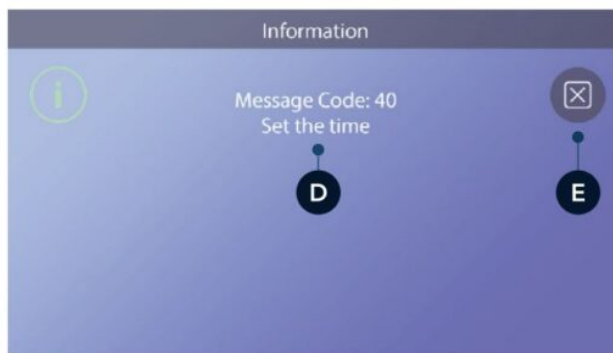 Information
i
Message Code: 40
Set the time
D
E